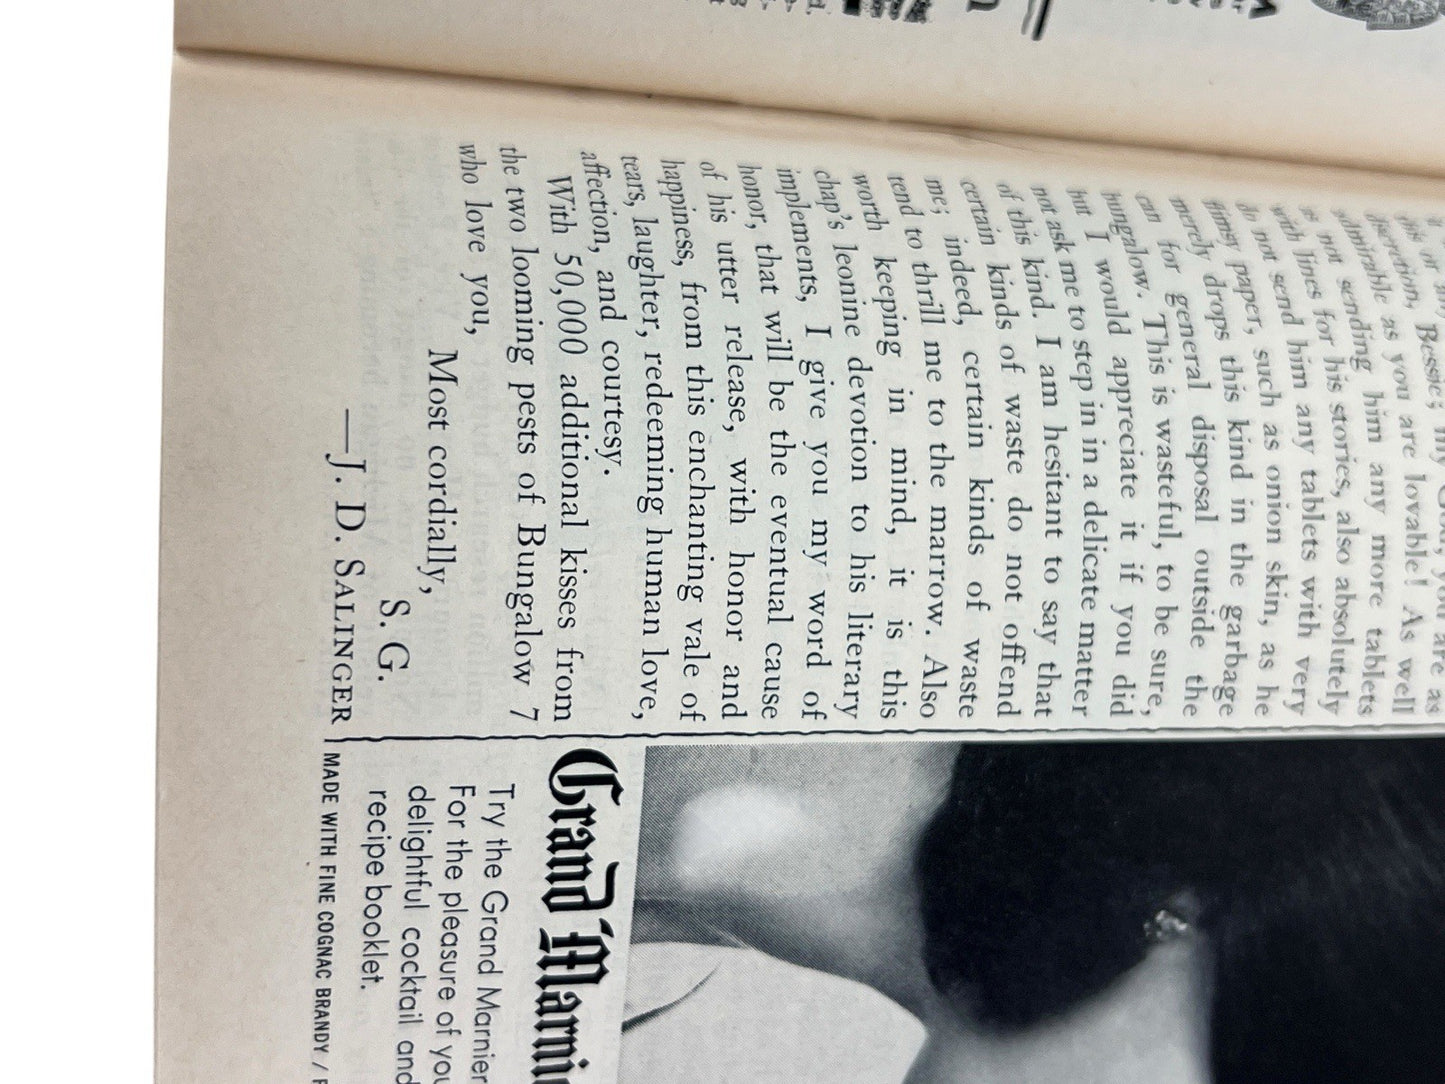 Bessie; my God, you are as
lovable! As well
admirable as you are
not sending him any more tablets
for his stories, also absolutely
with lines
do not send him any tablets with very
flimsy paper, such as onion skin, as he
merely drops this kind in the garbage
can for general disposal outside the
bungalow. This is wasteful, to be sure,
but I would appreciate it if you did
not ask me to step in in a delicate matter
of this kind. I am hesitant to say that
certain kinds of waste do not offend
me; indeed, certain kinds of waste
tend to thrill me to the marrow. Also
worth keeping in mind, it is this
chap's leonine devotion to his literary
implements, I give you my word of
honor, that will be the eventual cause
of his utter release, with honor and
happiness, from this enchanting vale of
tears, laughter, redeeming human love,
affection, and courtesy.
With 50,000 additional kisses from
the two looming pests of Bungalow 7
who love you,
Most cordially,
S. G.
—J. D. SALINGER
Grand Marnie
Try the Grand Marnier
For the pleasure of you
delightful cocktail and
recipe booklet.
MADE WITH FINE COGNAC BRANDY /